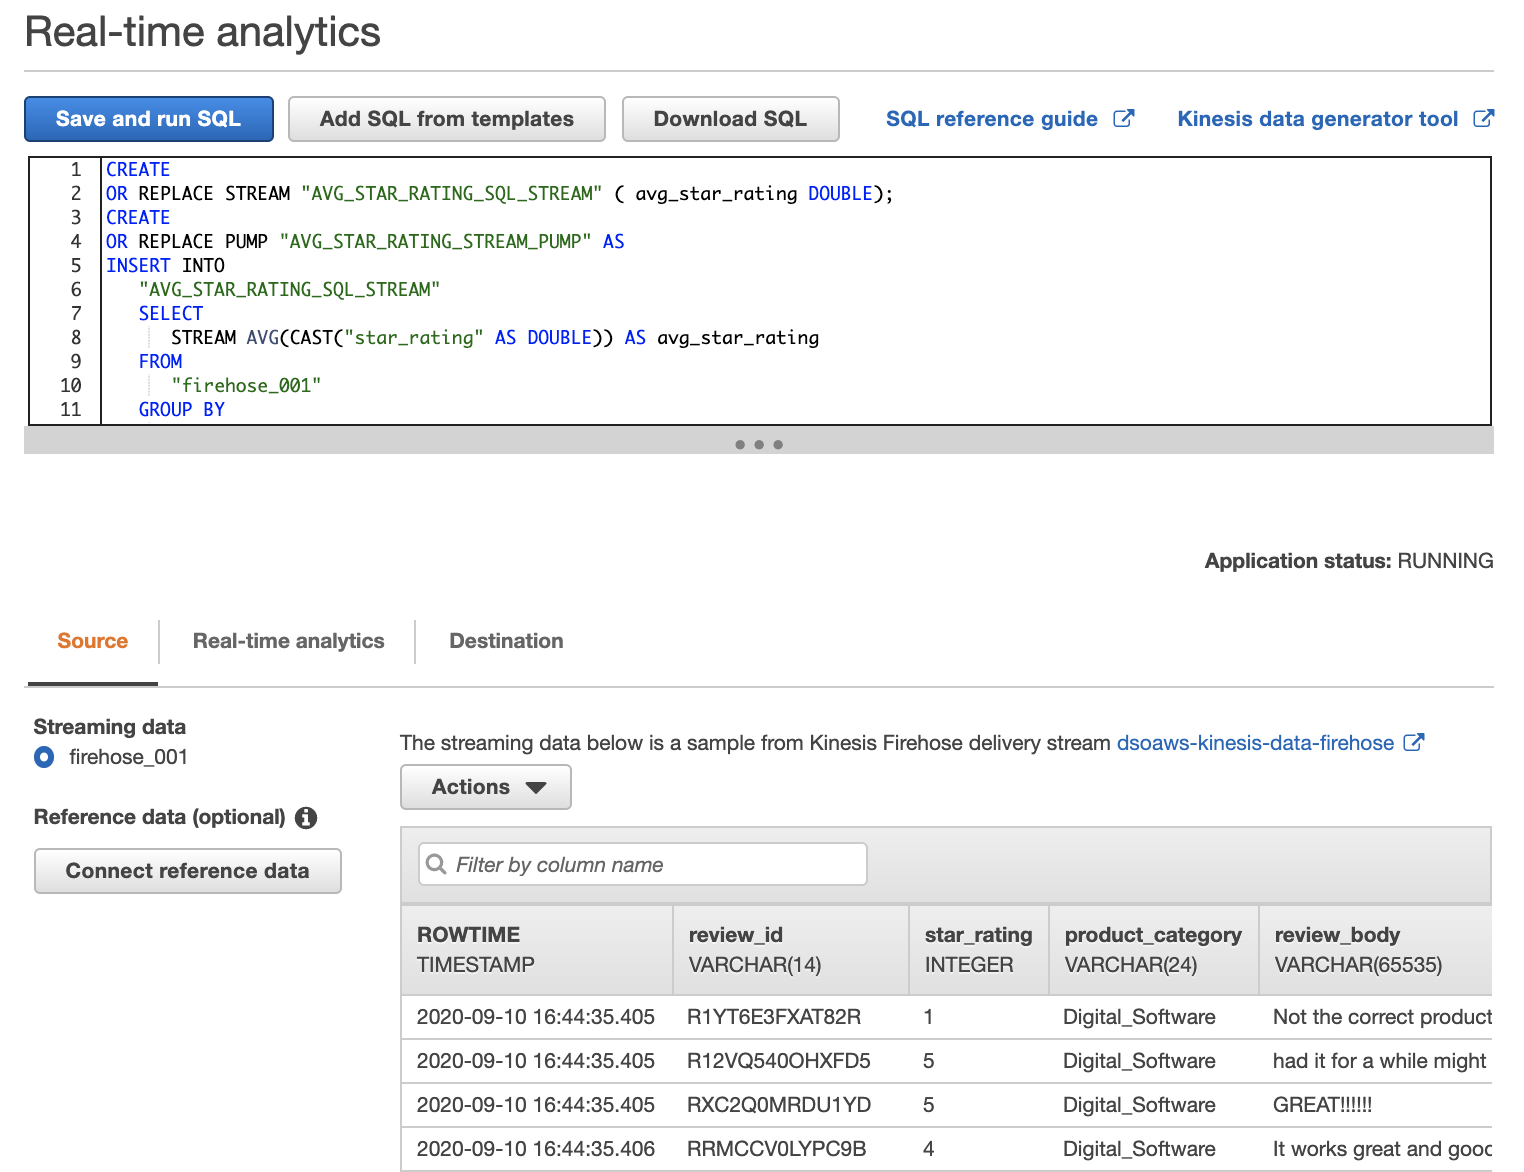 Real-time analytics
Save and run SQL Add SQL from templates Download SQL SQL reference guide Kinesis data generator tool
1 CREATE
2 OR REPLACE STREAM "AVG_STAR_RATING_SQL_STREAM" ( avg_star_rating DOUBLE);
3 CREATE
4 OR REPLACE PUMP "AVG_STAR_RATING_STREAM_PUMP" AS
5 INSERT INTO
6 "AVG_STAR_RATING_SQL_STREAM"
7 SELECT
8 STREAM AVG(CAST("star_rating" AS DOUBLE)) AS avg_star_rating
9 FROM
10 "firehose_001"
11 GROUP BY
Application status: RUNNING
Source Real-time analytics Destination
Streaming data
firehose_001
Reference data (optional)
Connect reference data
The streaming data below is a sample from Kinesis Firehose delivery stream dsoaws-kinesis-data-firehose
Actions
Filter by column name
ROWTIME review_id star_rating product_category review_body
TIMESTAMP VARCHAR(14) INTEGER VARCHAR(24) VARCHAR(65535)
2020-09-10 16:44:35.405 R1YT6E3FXAT82R 1 Digital_Software Not the correct product
2020-09-10 16:44:35.405 R12VQ540OHXFD5 5 Digital_Software had it for a while might
2020-09-10 16:44:35.405 RXC2Q0MRDU1YD 5 Digital_Software GREAT!!!!!!
2020-09-10 16:44:35.406 RRMCCV0LYPC9B 4 Digital_Software It works great and good